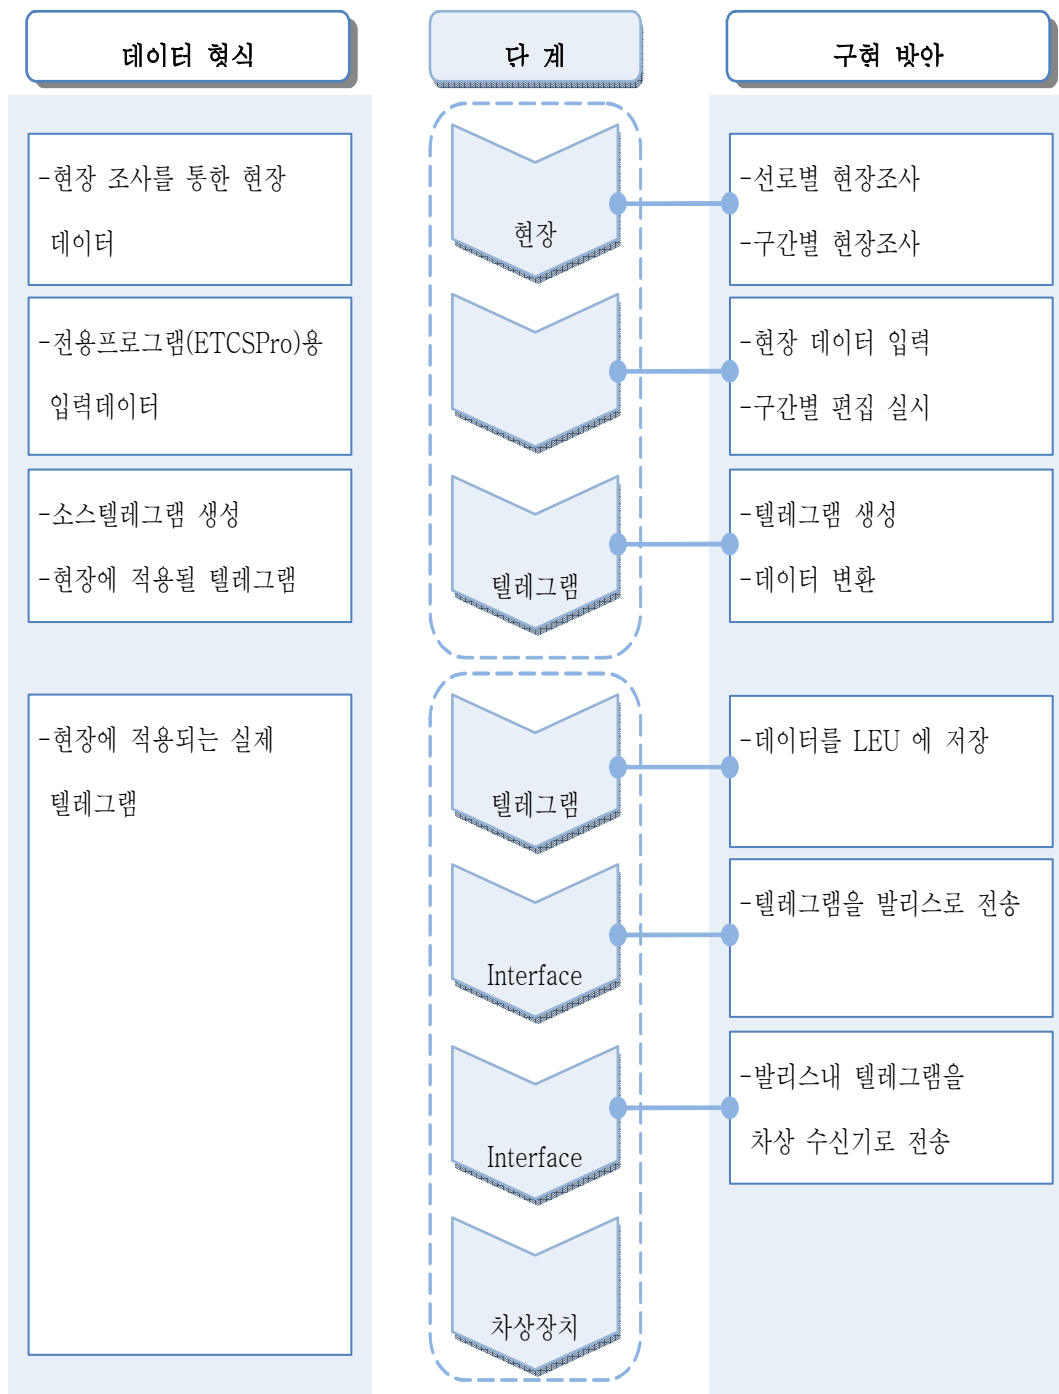 데이터 형식
단 계
구현 방안
-현장 조사를 통한 현장
데이터
현장
-선로별 현장조사
-구간별 현장조사
-전용프로그램(ETCSPro)용
입력데이터
-현장 데이터 입력
-구간별 편집 실시
-소스텔레그램 생성
-현장에 적용될 텔레그램
텔레그램
-텔레그램 생성
-데이터 변환
-현장에 적용되는 실제
텔레그램
텔레그램
-데이터를 LEU 에 저장
Interface
-텔레그램을 발리스로 전송
Interface
-발리스내 텔레그램을
차상 수신기로 전송
차상장치